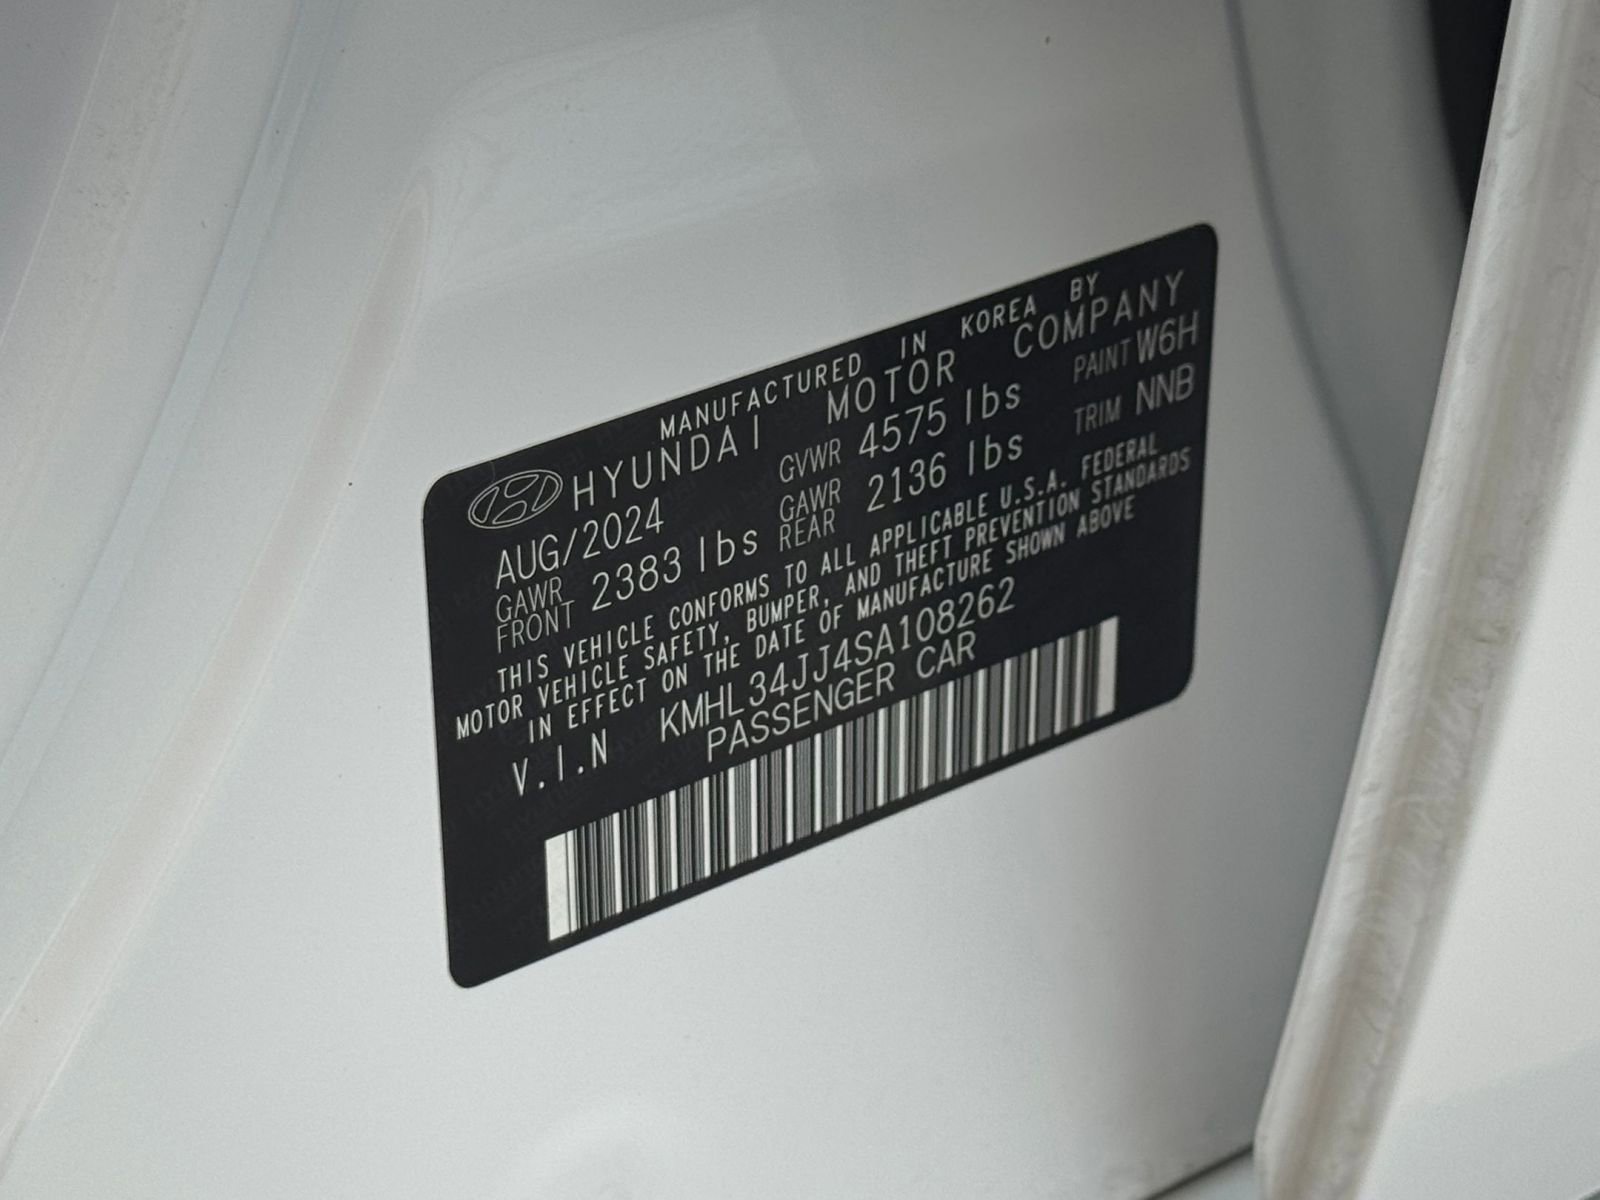 MANUFACTURED IN KOREA BY
HYUNDAI MOTOR COMPANY
AUG/2024 GVWR 4575 lbs PAINT W6H
GAWR FRONT 2383 lbs GAWR REAR 2136 lbs TRIM NNB
THIS VEHICLE CONFORMS TO ALL APPLICABLE U.S.A. FEDERAL
MOTOR VEHICLE SAFETY, BUMPER, AND THEFT PREVENTION STANDARDS
IN EFFECT ON THE DATE OF MANUFACTURE SHOWN ABOVE
V.I.N KMHL34JJ4SA108262
PASSENGER CAR